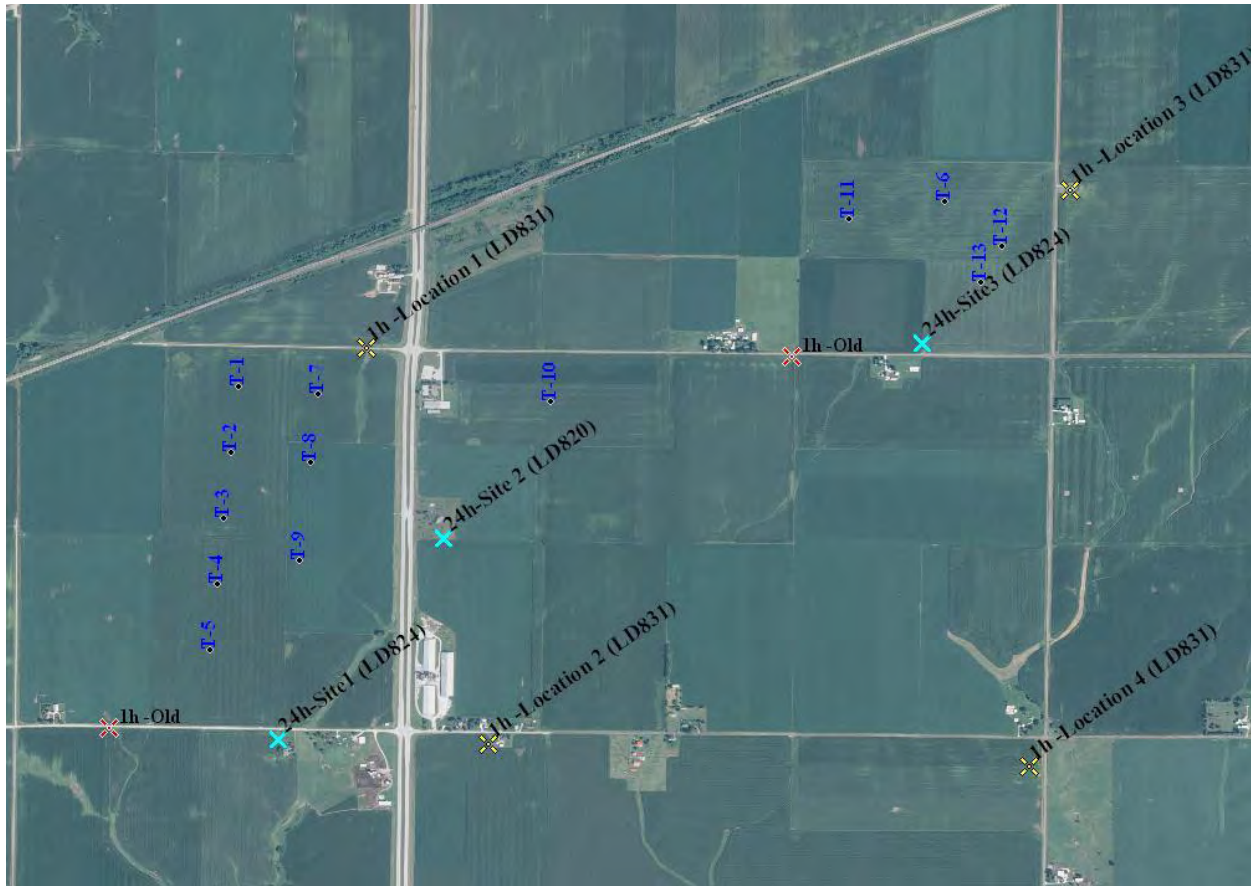 1h -Location 3 (LD831)
T-11
T-6
T-12
T-13
24h-Site3 (LD824)
1h -Location 1 (LD831)
1h -Old
T-1
T-7
T-10
T-2
T-8
24h-Site 2 (LD820)
T-3
T-9
T-4
T-5
24h-Site1 (LD824)
1h -Location 2 (LD831)
1h -Location 4 (LD831)
1h -Old